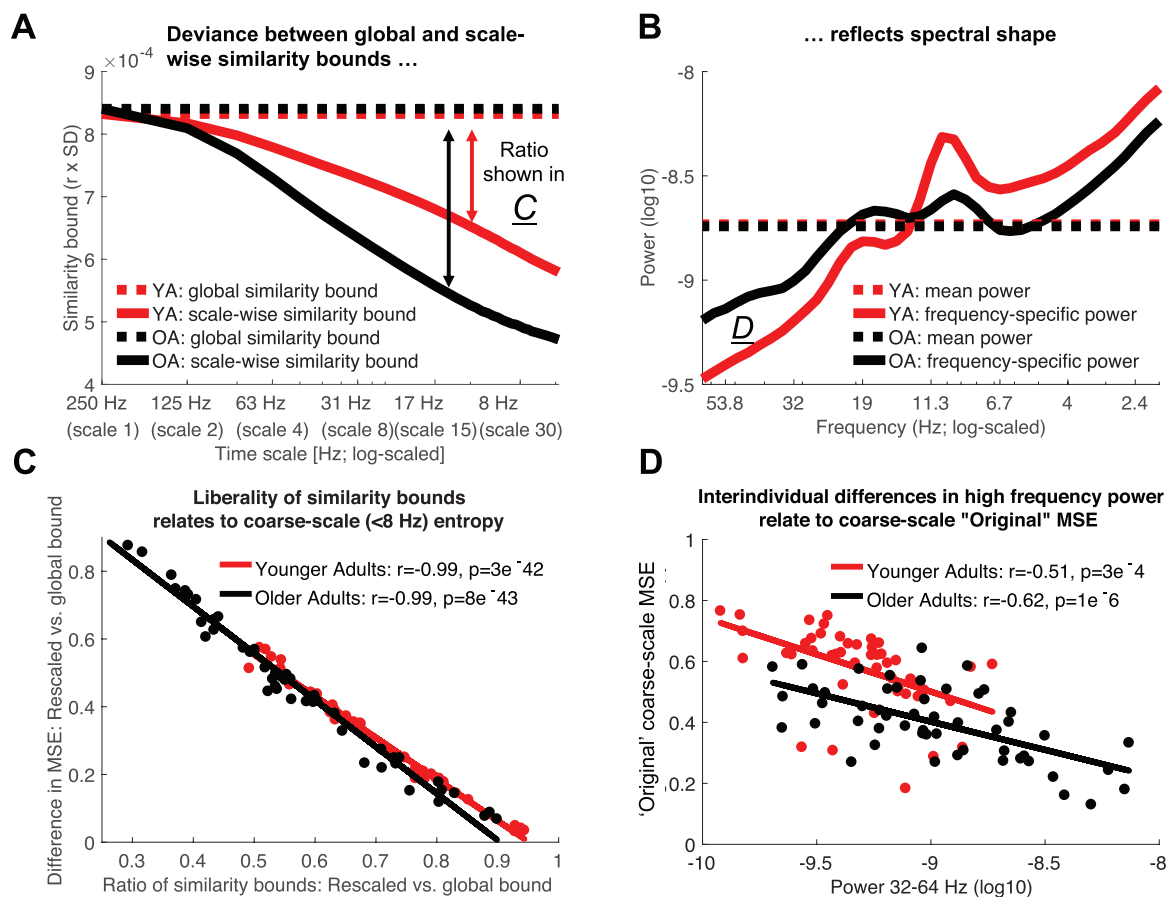 A
Deviance between global and scale-
wise similarity bounds ...
×10⁻⁴
9
8
7
6
5
4
Similarity bound (r x SD)
Ratio
shown in
C
YA: global similarity bound
YA: scale-wise similarity bound
OA: global similarity bound
OA: scale-wise similarity bound
250 Hz 125 Hz 63 Hz 31 Hz 17 Hz 8 Hz
(scale 1) (scale 2) (scale 4) (scale 8) (scale 15) (scale 30)
Time scale [Hz; log-scaled]
B
... reflects spectral shape
-8
-8.5
-9
-9.5
Power (log10)
D
YA: mean power
YA: frequency-specific power
OA: mean power
OA: frequency-specific power
53.8 32 19 11.3 6.7 4 2.4
Frequency (Hz; log-scaled)
C
Liberality of similarity bounds
relates to coarse-scale (<8 Hz) entropy
Difference in MSE: Rescaled vs. global bound
0.8
0.6
0.4
0.2
0
Younger Adults: r=-0.99, p=3e⁻42
Older Adults: r=-0.99, p=8e⁻43
0.3 0.4 0.5 0.6 0.7 0.8 0.9 1
Ratio of similarity bounds: Rescaled vs. global bound
D
Interindividual differences in high frequency power
relate to coarse-scale "Original" MSE
'Original' coarse-scale MSE
1
0.8
0.6
0.4
0.2
0
Younger Adults: r=-0.51, p=3e⁻4
Older Adults: r=-0.62, p=1e⁻6
-10 -9.5 -9 -8.5 -8
Power 32-64 Hz (log10)